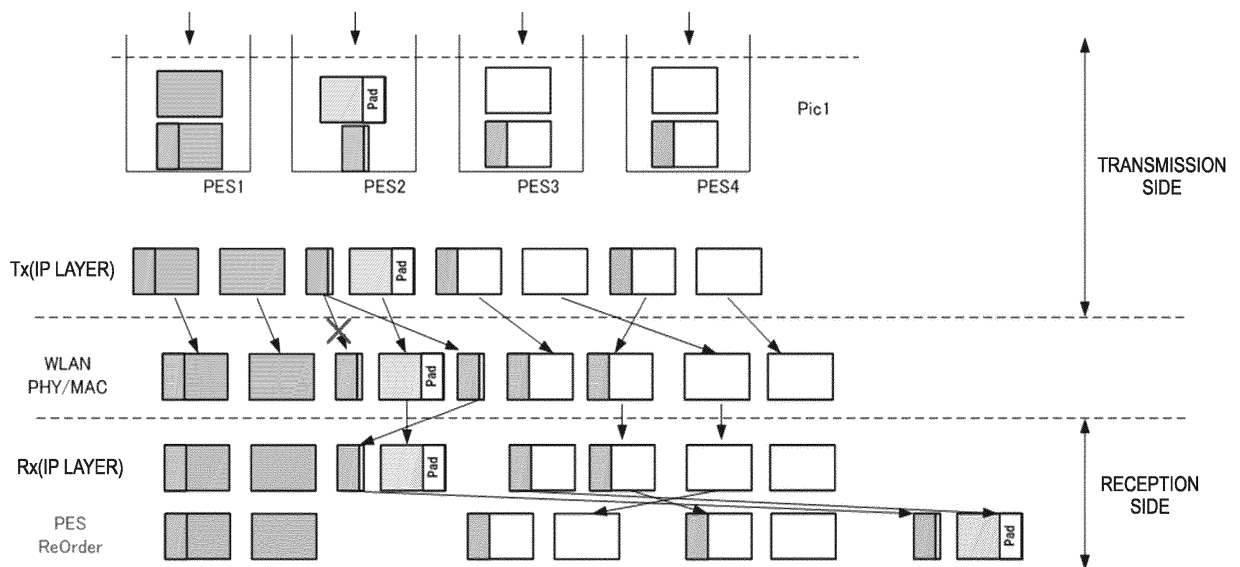 Pad
Pic1
PES1
PES2
PES3
PES4
TRANSMISSION
SIDE
Tx(IP LAYER)
Pad
WLAN
PHY/MAC
Pad
Rx(IP LAYER)
Pad
RECEPTION
SIDE
PES
ReOrder
Pad